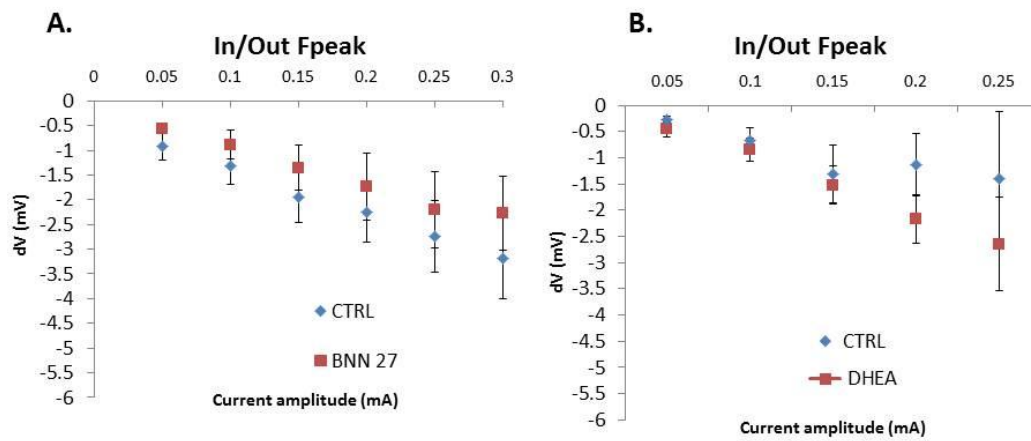 A.
In/Out Fpeak
0 0.05 0.1 0.15 0.2 0.25 0.3
0
-0.5
-1
-1.5
-2
-2.5
-3
-3.5
-4
-4.5
-5
-5.5
-6
dV (mV)
CTRL
BNN 27
Current amplitude (mA)
B.
In/Out Fpeak
0.05 0.1 0.15 0.2 0.25
0
-0.5
-1
-1.5
-2
-2.5
-3
-3.5
-4
-4.5
-5
-5.5
-6
dV (mV)
CTRL
DHEA
Current amplitude (mA)